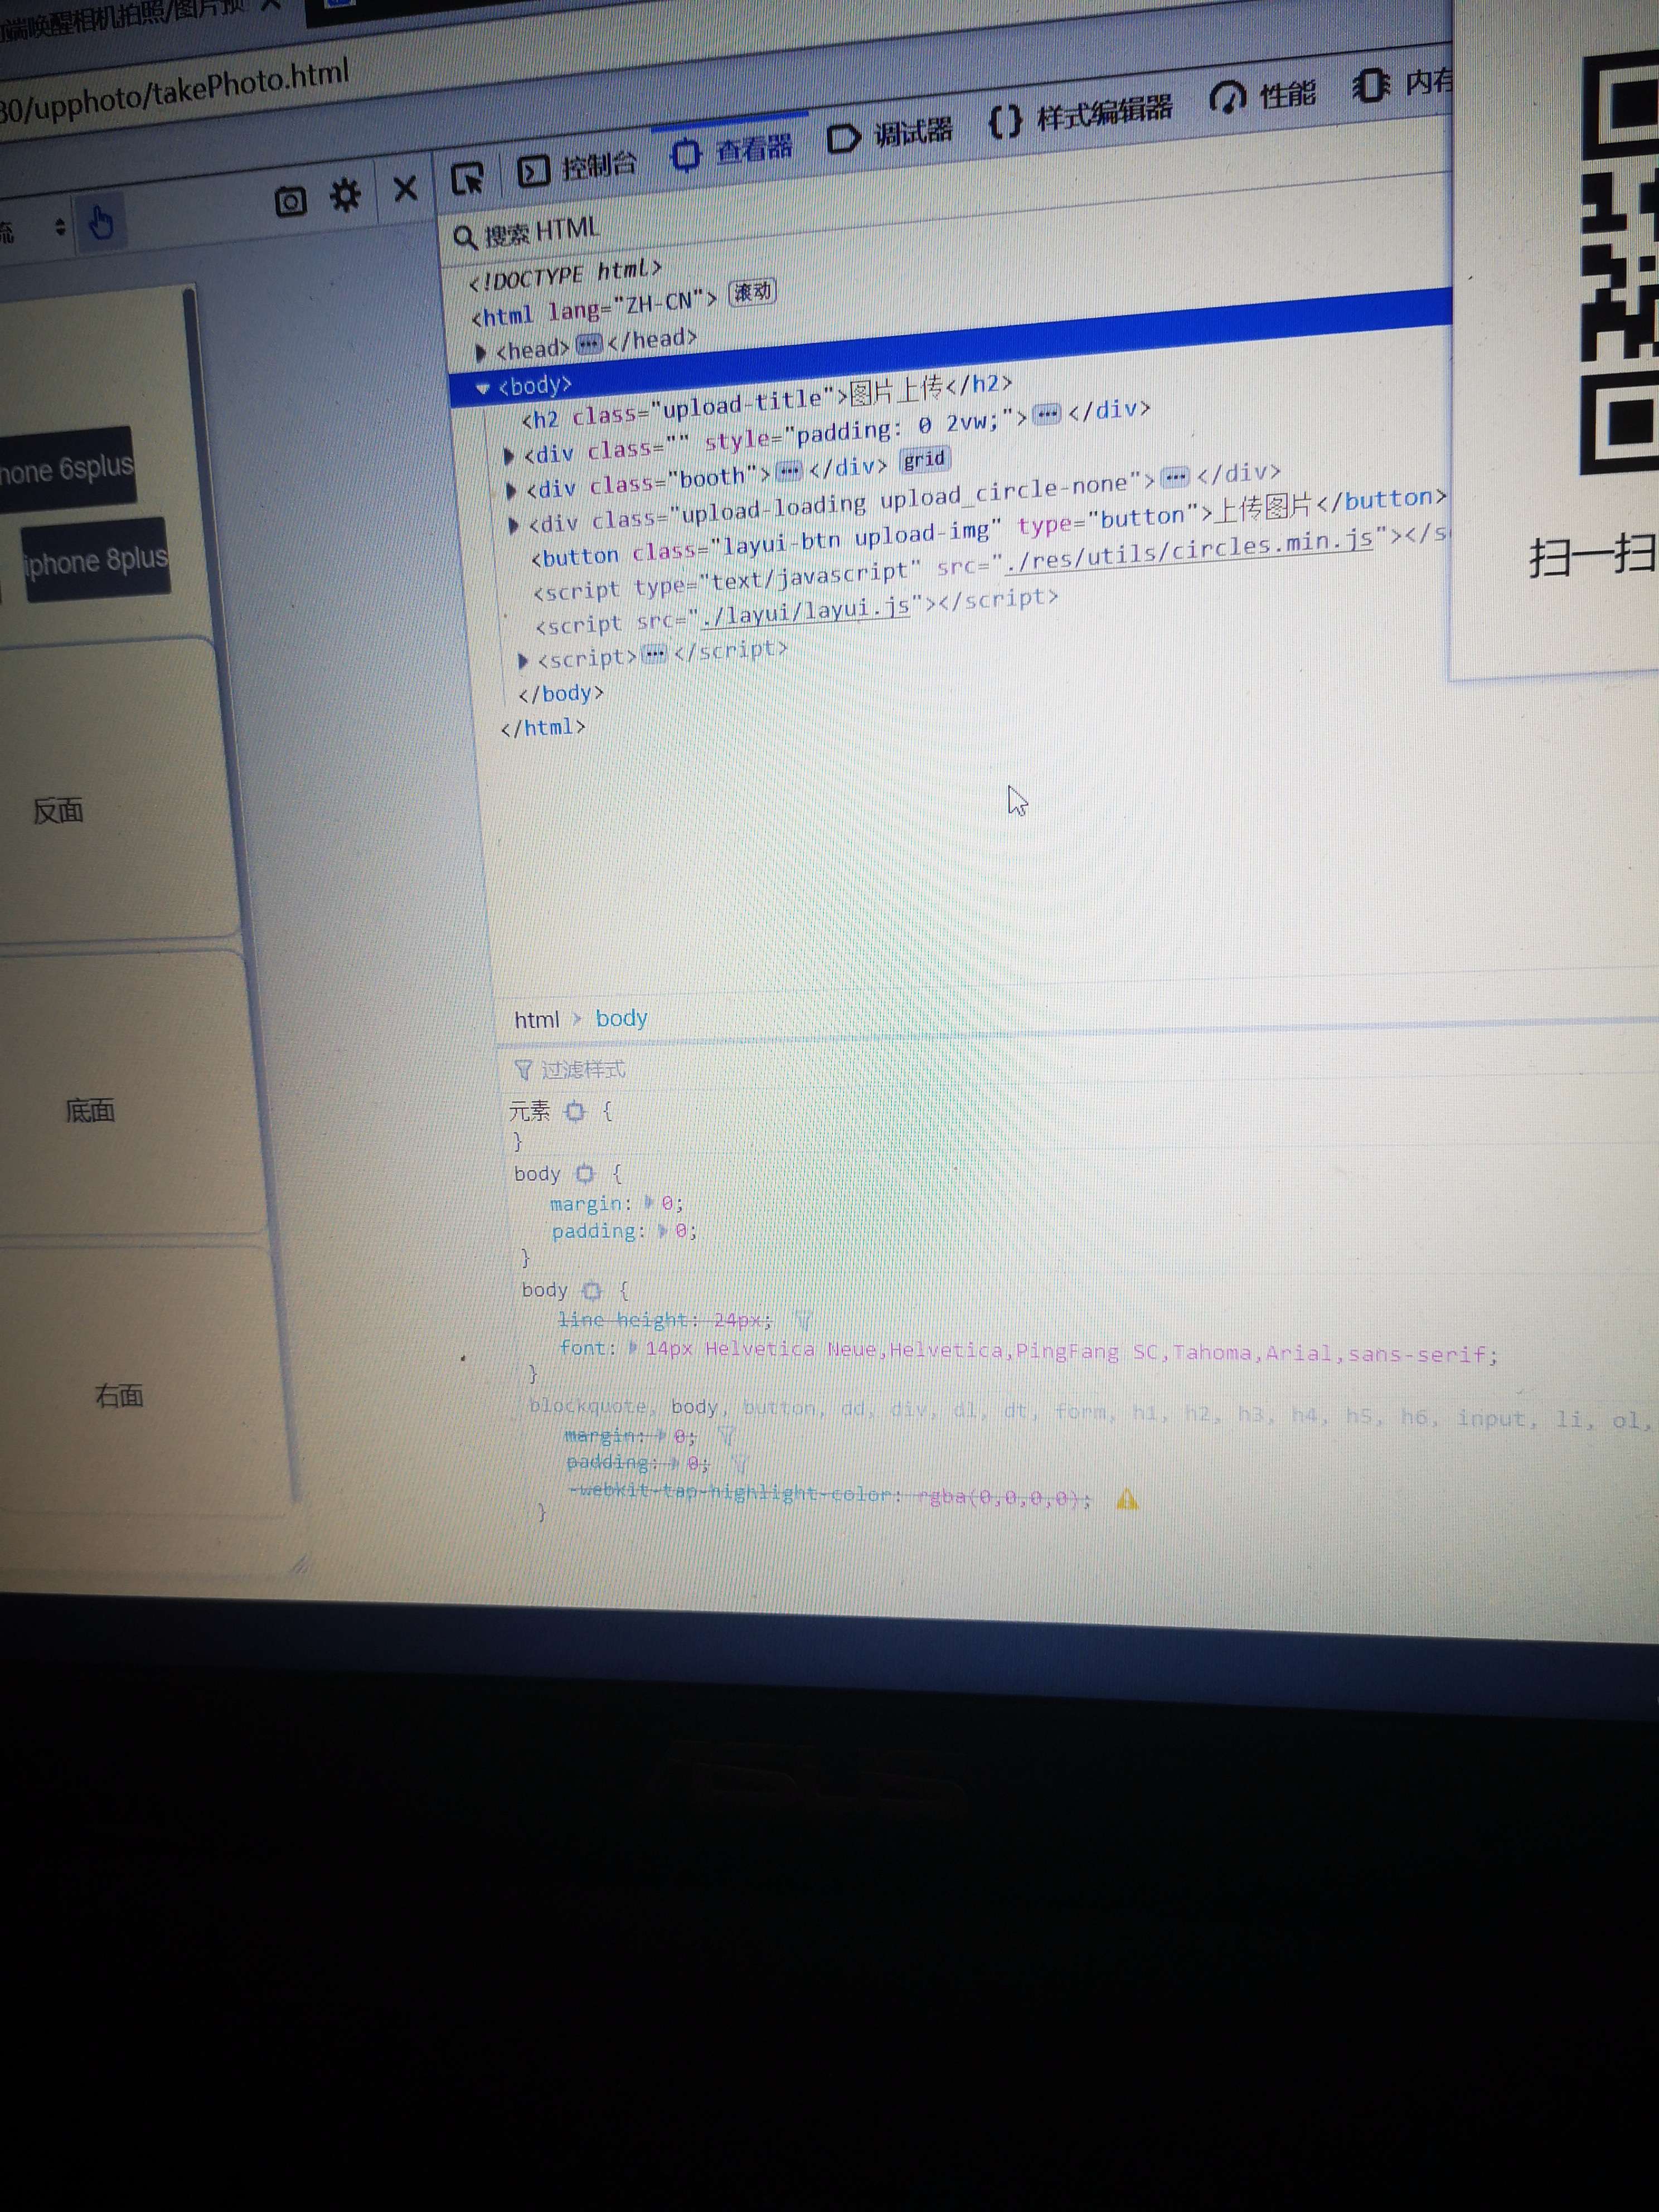 端唤醒相机拍照/图片预
80/upphoto/takePhoto.html
控制台 查看器 调试器 样式编辑器 性能 内存
搜索 HTML
<!DOCTYPE html>
<html lang="ZH-CN"> 滚动
<head>…</head>
<body>
<h2 class="upload-title">图片上传</h2>
<div class="" style="padding: 0 2vw;">…</div>
<div class="booth">…</div> grid
<div class="upload-loading upload_circle-none">…</div>
<button class="layui-btn upload-img" type="button">上传图片</button>
<script type="text/javascript" src="./res/utils/circles.min.js"></s
<script src="./layui/layui.js"></script>
<script>…</script>
</body>
</html>
hone 6splus
iphone 8plus
反面
底面
右面
扫一扫
html > body
过滤样式
元素 {
}
body {
margin: 0;
padding: 0;
}
body {
line-height: 24px;
font: 14px Helvetica Neue,Helvetica,PingFang SC,Tahoma,Arial,sans-serif;
}
blockquote, body, button, dd, div, dl, dt, form, h1, h2, h3, h4, h5, h6, input, li, ol,
margin: 0;
padding: 0;
-webkit-tap-highlight-color: rgba(0,0,0,0);
}